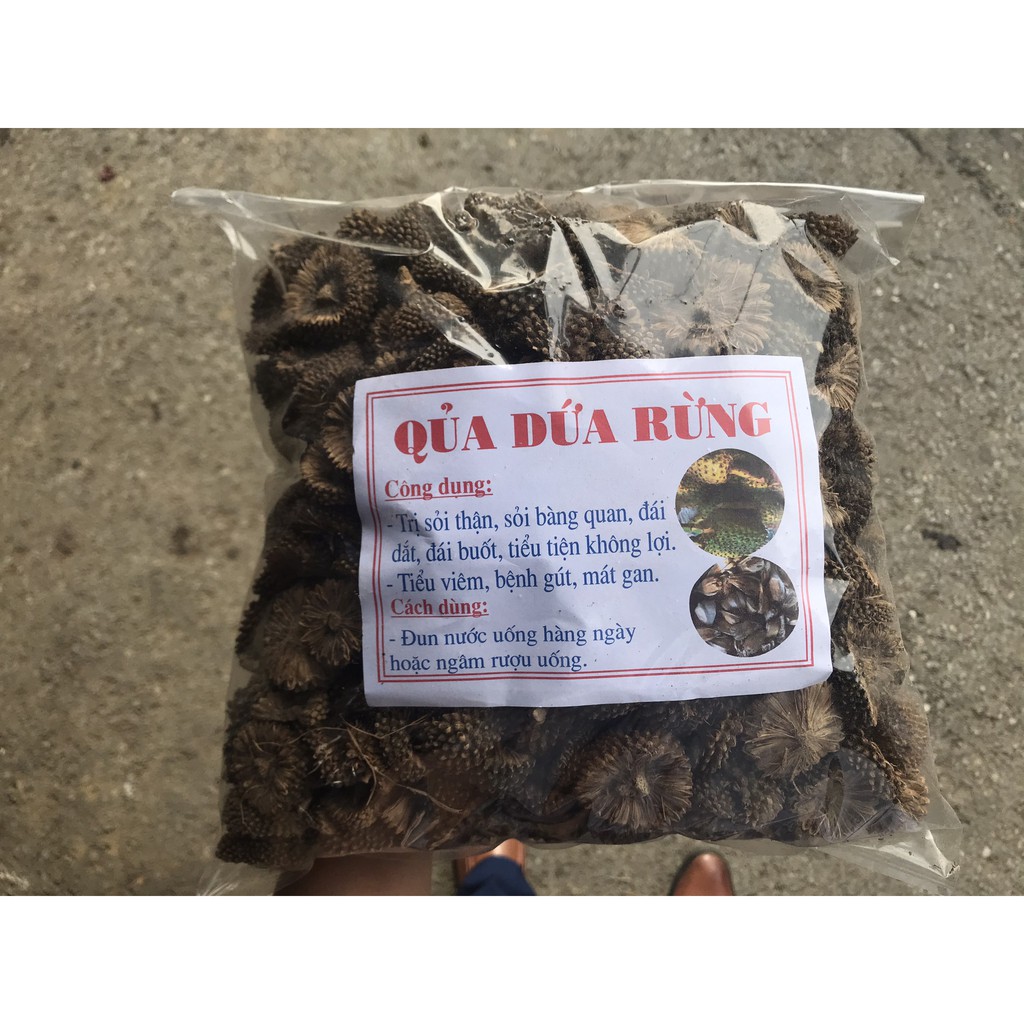 QỦA DỨA RỪNG
Công dụng:
- Trị sỏi thận, sỏi bàng quan, đái
dắt, đái buốt, tiểu tiện không lợi.
- Tiểu viêm, bệnh gút, mát gan.
Cách dùng:
- Đun nước uống hàng ngày
hoặc ngâm rượu uống.